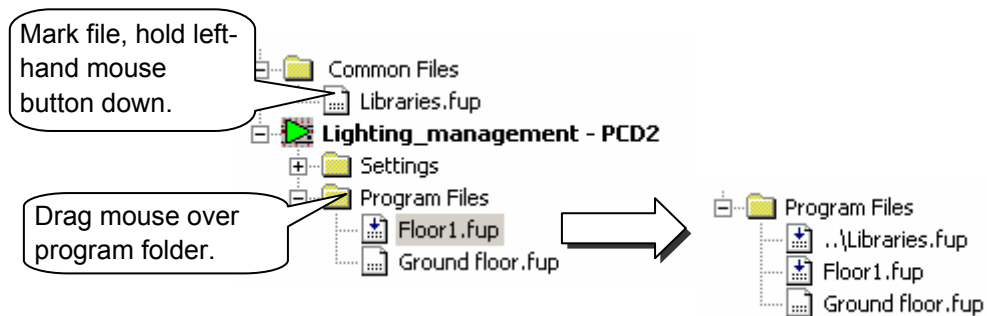 Mark file, hold left-
hand mouse
button down.
Common Files
Libraries.fup
Lighting_management - PCD2
Settings
Program Files
Floor1.fup
Ground floor.fup
Drag mouse over
program folder.
Program Files
..\Libraries.fup
Floor1.fup
Ground floor.fup